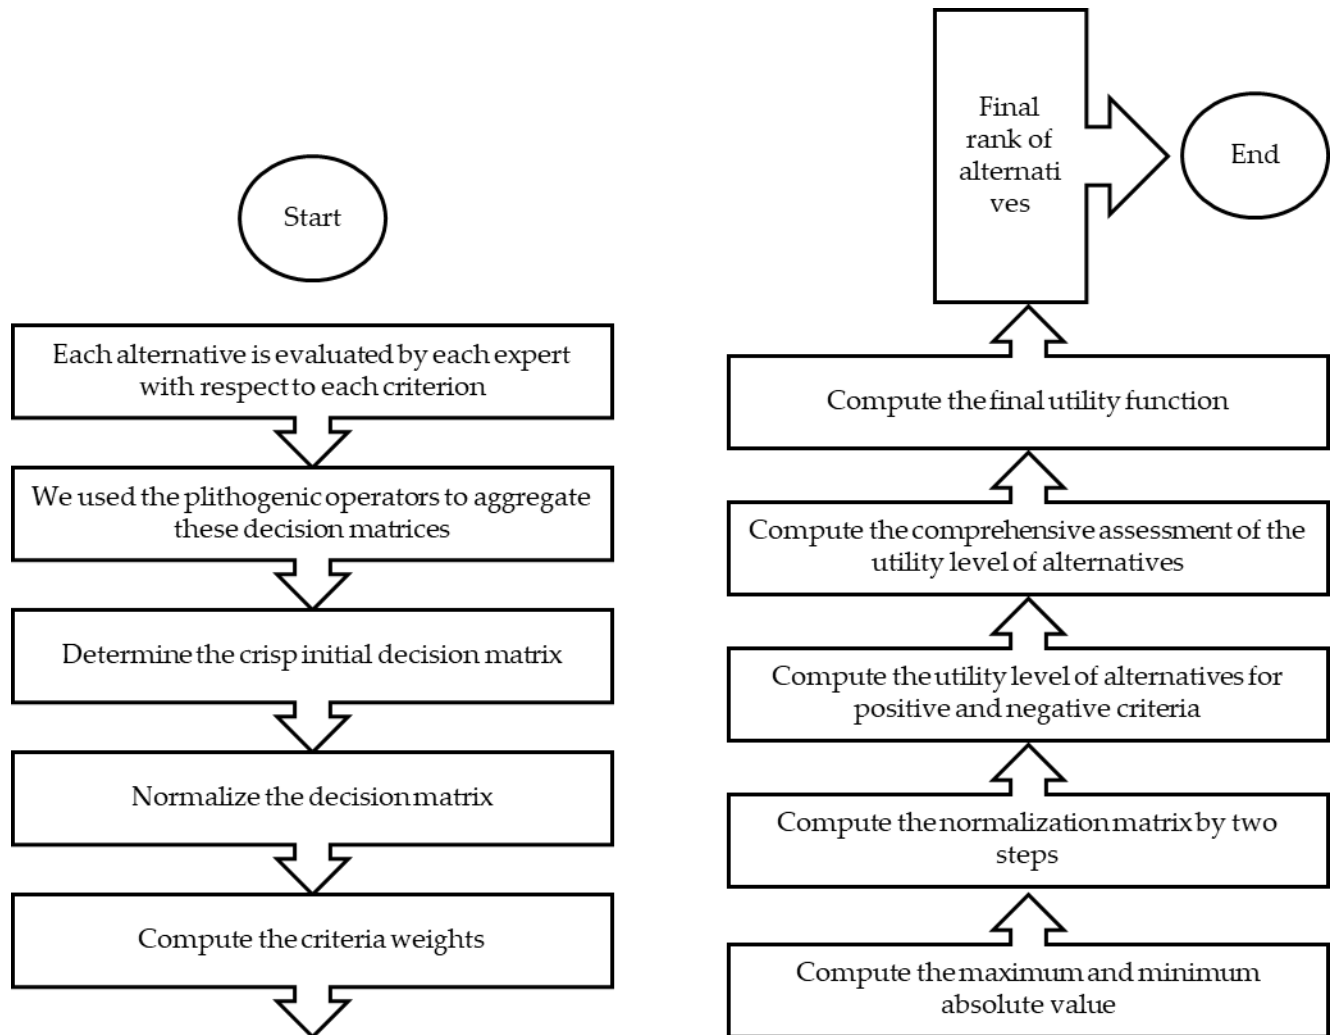 Start
Each alternative is evaluated by each expert
with respect to each criterion
We used the plithogenic operators to aggregate
these decision matrices
Determine the crisp initial decision matrix
Normalize the decision matrix
Compute the criteria weights
Final
rank of
alternati
ves
End
Compute the final utility function
Compute the comprehensive assessment of the
utility level of alternatives
Compute the utility level of alternatives for
positive and negative criteria
Compute the normalization matrix by two
steps
Compute the maximum and minimum
absolute value